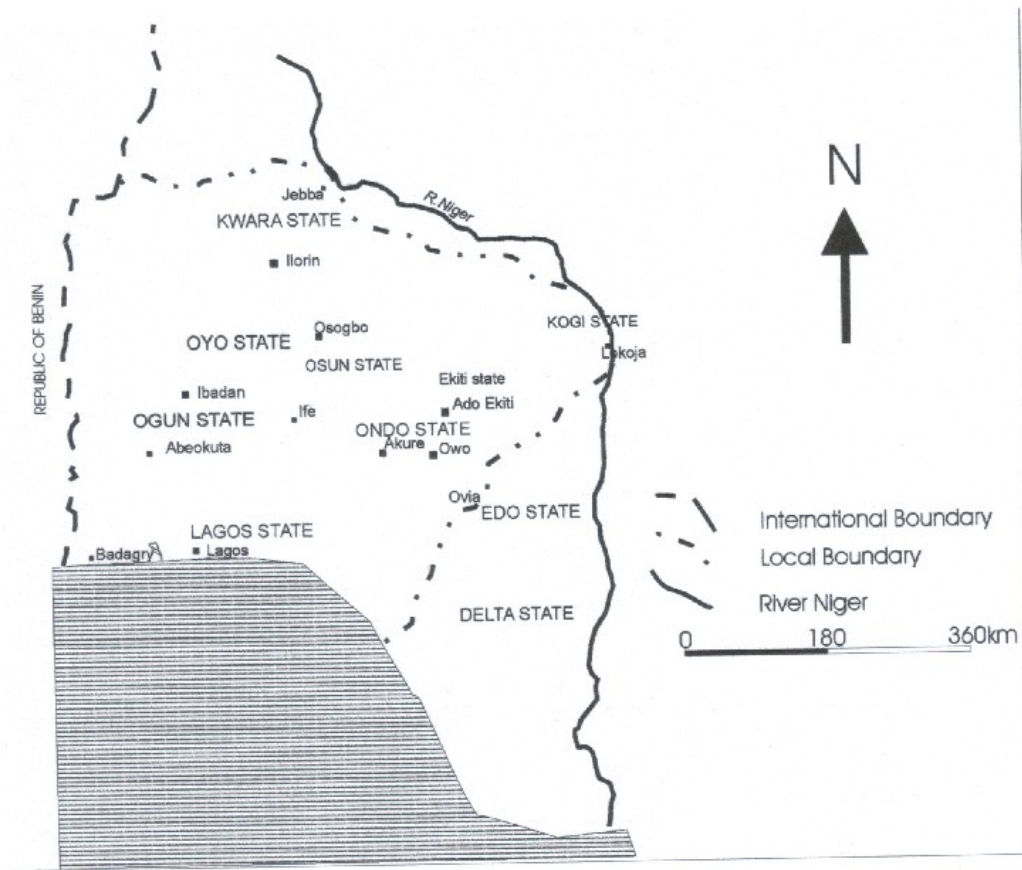 N
Jebba
R.Niger
KWARA STATE
Ilorin
REPUBLIC OF BENIN
KOGI STATE
Osogbo
OYO STATE
Lokoja
OSUN STATE
Ekiti state
Ibadan
Ado Ekiti
Ife
OGUN STATE
ONDO STATE
Abeokuta
Akure
Owo
Ovia
EDO STATE
LAGOS STATE
Badagry
Lagos
DELTA STATE
International Boundary
Local Boundary
River Niger
0 180 360km